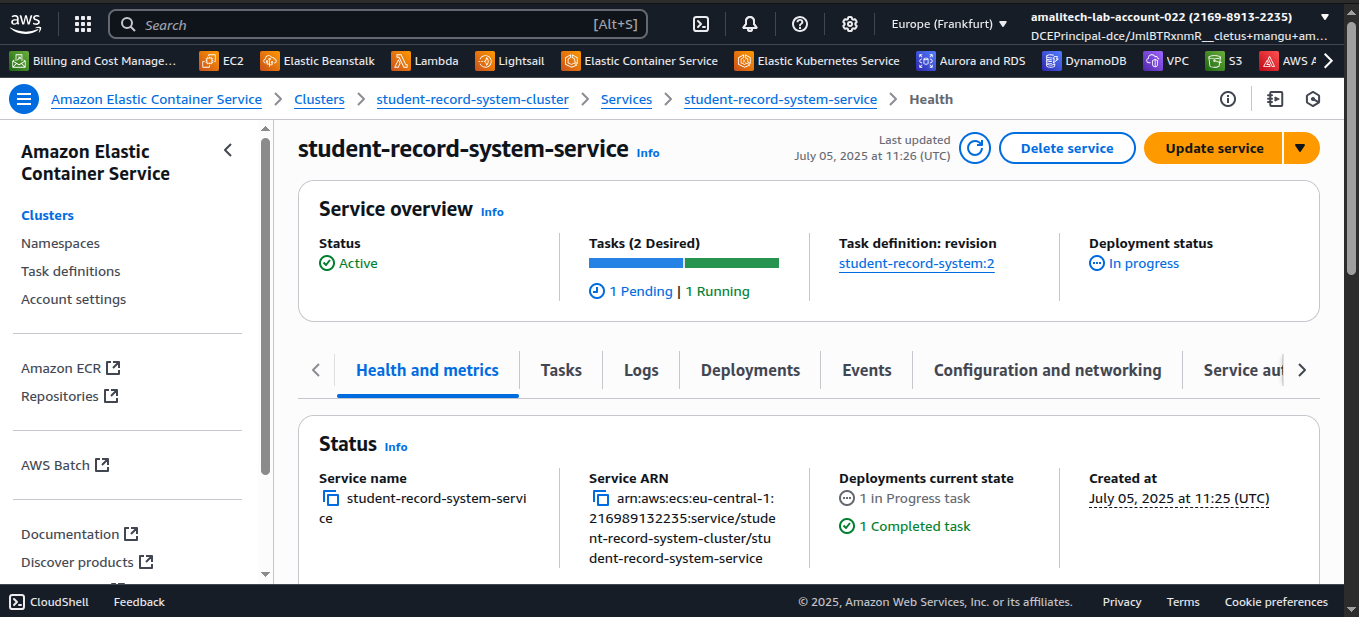 aws
Search [Alt+S] Europe (Frankfurt) amalitech-lab-account-022 (2169-8913-2235)
DCEPrincipal-dce/JmlBTRxnmR__cletus+mangu+am...
Billing and Cost Manage... EC2 Elastic Beanstalk Lambda Lightsail Elastic Container Service Elastic Kubernetes Service Aurora and RDS DynamoDB VPC S3 AWS A
Amazon Elastic Container Service Clusters student-record-system-cluster Services student-record-system-service Health
Amazon Elastic
Container Service
Clusters
Namespaces
Task definitions
Account settings
Amazon ECR
Repositories
AWS Batch
Documentation
Discover products
student-record-system-service Info
Last updated
July 05, 2025 at 11:26 (UTC)
Delete service
Update service
Service overview Info
Status
Active
Tasks (2 Desired)
1 Pending | 1 Running
Task definition: revision
student-record-system:2
Deployment status
In progress
Health and metrics Tasks Logs Deployments Events Configuration and networking Service aut
Status Info
Service name
student-record-system-servi
ce
Service ARN
arn:aws:ecs:eu-central-1:
216989132235:service/stude
nt-record-system-cluster/stu
dent-record-system-service
Deployments current state
1 in Progress task
1 Completed task
Created at
July 05, 2025 at 11:25 (UTC)
CloudShell Feedback © 2025, Amazon Web Services, Inc. or its affiliates. Privacy Terms Cookie preferences